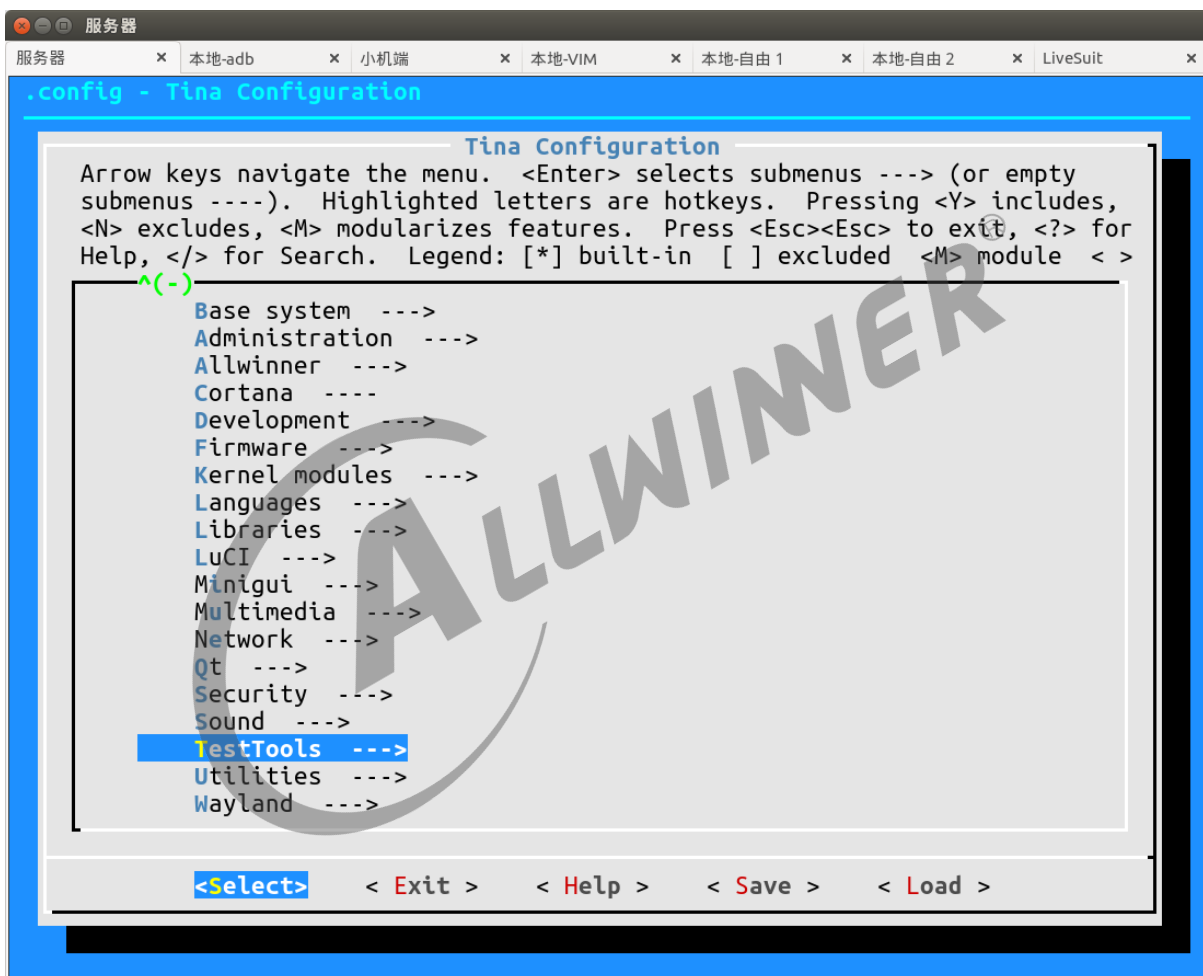 服务器
服务器 × 本地-adb × 小机端 × 本地-VIM × 本地-自由 1 × 本地-自由 2 × LiveSuit ×
.config - Tina Configuration
Tina Configuration
Arrow keys navigate the menu.  <Enter> selects submenus ---> (or empty
submenus ----).  Highlighted letters are hotkeys.  Pressing <Y> includes,
<N> excludes, <M> modularizes features.  Press <Esc><Esc> to exit, <?> for
Help, </> for Search.  Legend: [*] built-in  [ ] excluded  <M> module  < >
^(-)
Base system  --->
Administration  --->
Allwinner  --->
Cortana  ----
Development  --->
Firmware  --->
Kernel modules  --->
Languages  --->
Libraries  --->
LuCI  --->
Minigui  --->
Multimedia  --->
Network  --->
Qt  --->
Security  --->
Sound  --->
TestTools  --->
Utilities  --->
Wayland  --->
<Select>    < Exit >    < Help >    < Save >    < Load >
ALLWINNER